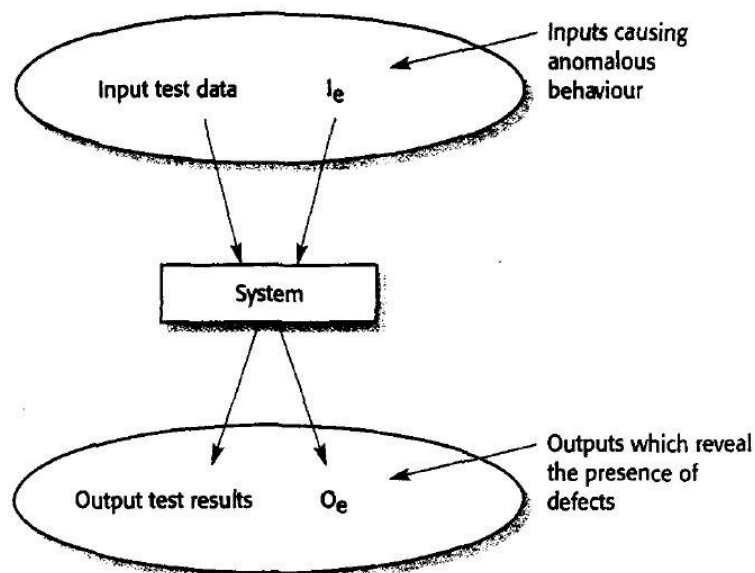 Inputs causing
anomalous
behaviour
Input test data
Ie
System
Outputs which reveal
the presence of
defects
Output test results
Oe